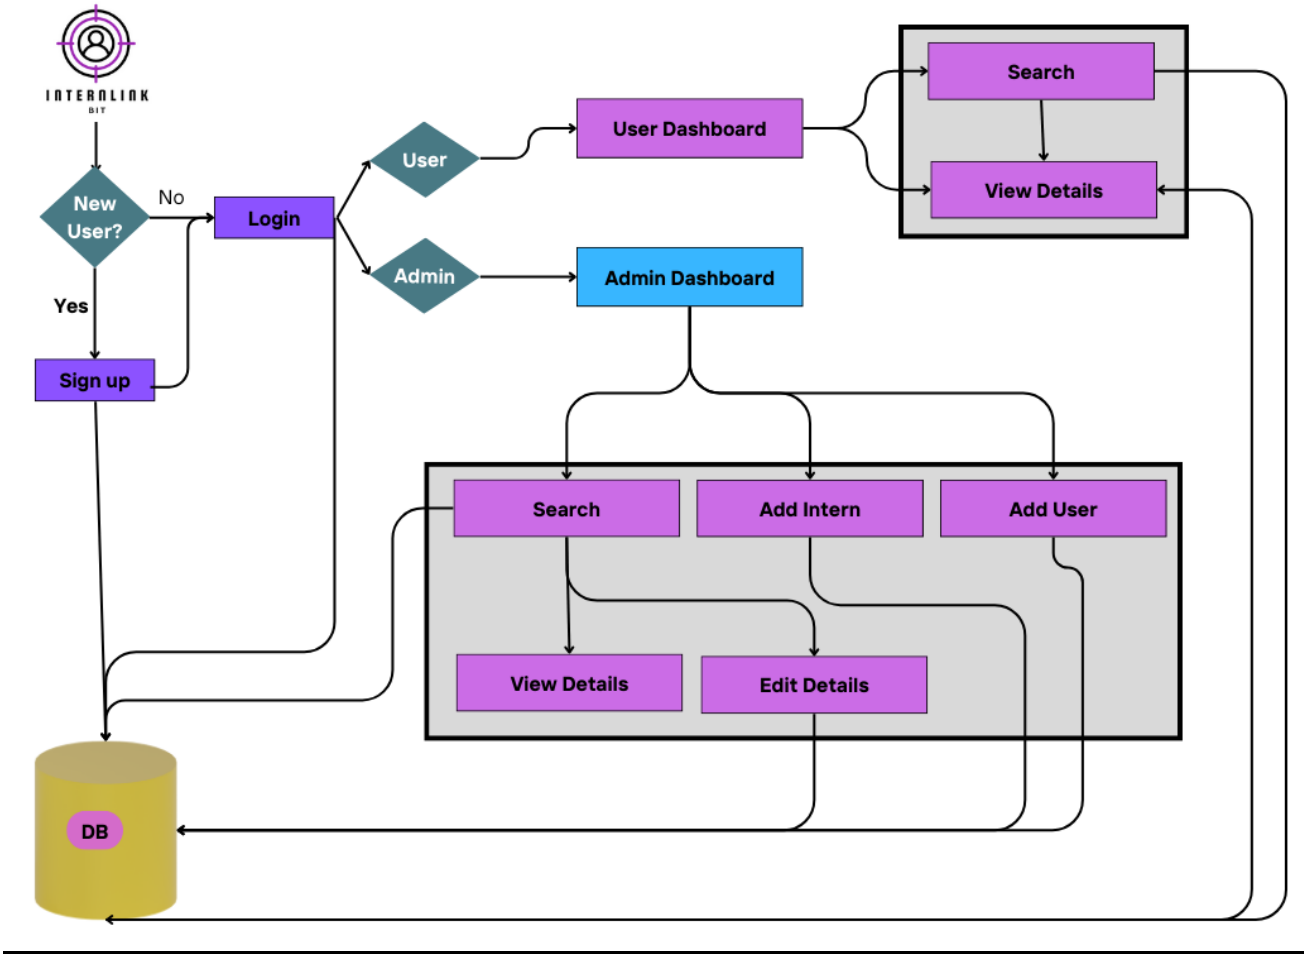 INTERNLINK
BIT
New
User?
No
Login
Yes
Sign up
User
Admin
User Dashboard
Admin Dashboard
Search
View Details
Search
Add Intern
Add User
View Details
Edit Details
DB